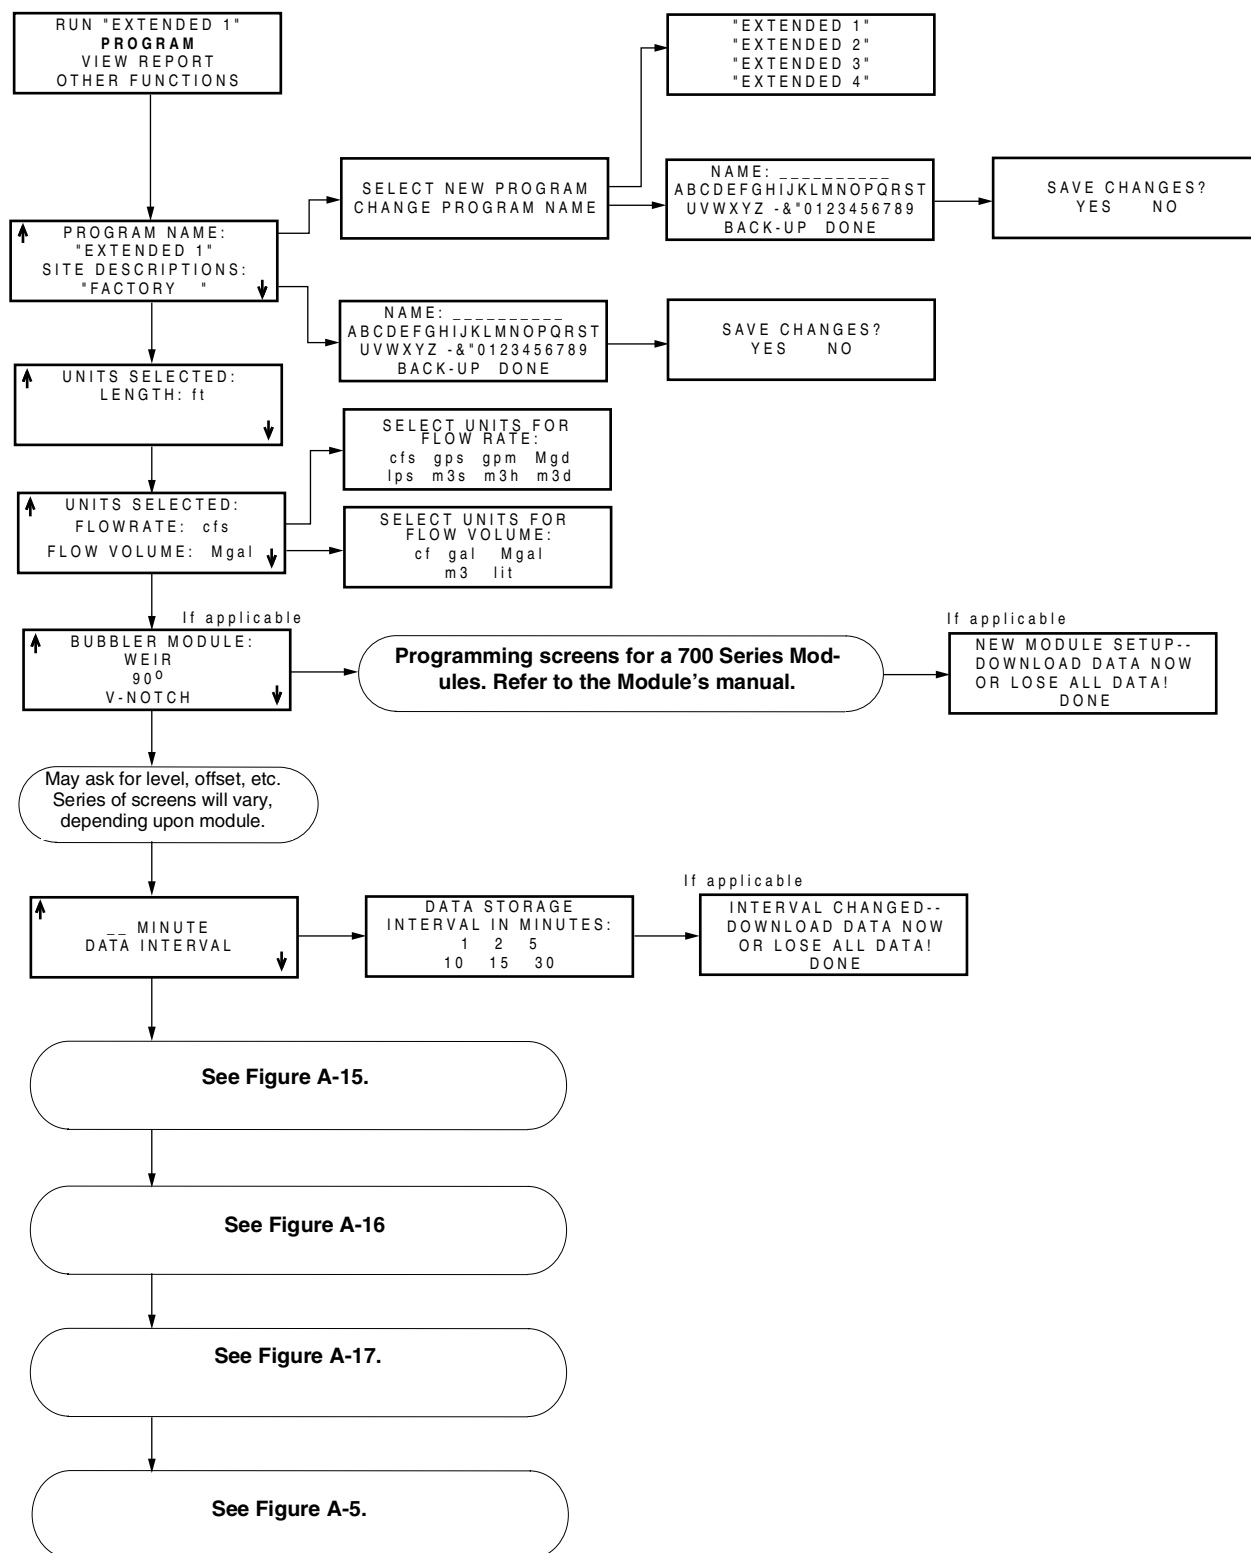 RUN "EXTENDED 1"
PROGRAM
VIEW REPORT
OTHER FUNCTIONS
"EXTENDED 1"
"EXTENDED 2"
"EXTENDED 3"
"EXTENDED 4"
SELECT NEW PROGRAM
CHANGE PROGRAM NAME
NAME: __________
ABCDEFGHIJKLMNOPQRST
UVWXYZ -&"0123456789
BACK-UP DONE
SAVE CHANGES?
YES NO
PROGRAM NAME:
"EXTENDED 1"
SITE DESCRIPTIONS:
"FACTORY "
NAME: __________
ABCDEFGHIJKLMNOPQRST
UVWXYZ -&"0123456789
BACK-UP DONE
SAVE CHANGES?
YES NO
UNITS SELECTED:
LENGTH: ft
SELECT UNITS FOR
FLOW RATE:
cfs gps gpm Mgd
lps m3s m3h m3d
UNITS SELECTED:
FLOWRATE: cfs
FLOW VOLUME: Mgal
SELECT UNITS FOR
FLOW VOLUME:
cf gal Mgal
m3 lit
If applicable
BUBBLER MODULE:
WEIR
90º
V-NOTCH
Programming screens for a 700 Series Mod-
ules. Refer to the Module's manual.
If applicable
NEW MODULE SETUP--
DOWNLOAD DATA NOW
OR LOSE ALL DATA!
DONE
May ask for level, offset, etc.
Series of screens will vary,
depending upon module.
__ MINUTE
DATA INTERVAL
DATA STORAGE
INTERVAL IN MINUTES:
1 2 5
10 15 30
If applicable
INTERVAL CHANGED--
DOWNLOAD DATA NOW
OR LOSE ALL DATA!
DONE
See Figure A-15.
See Figure A-16
See Figure A-17.
See Figure A-5.